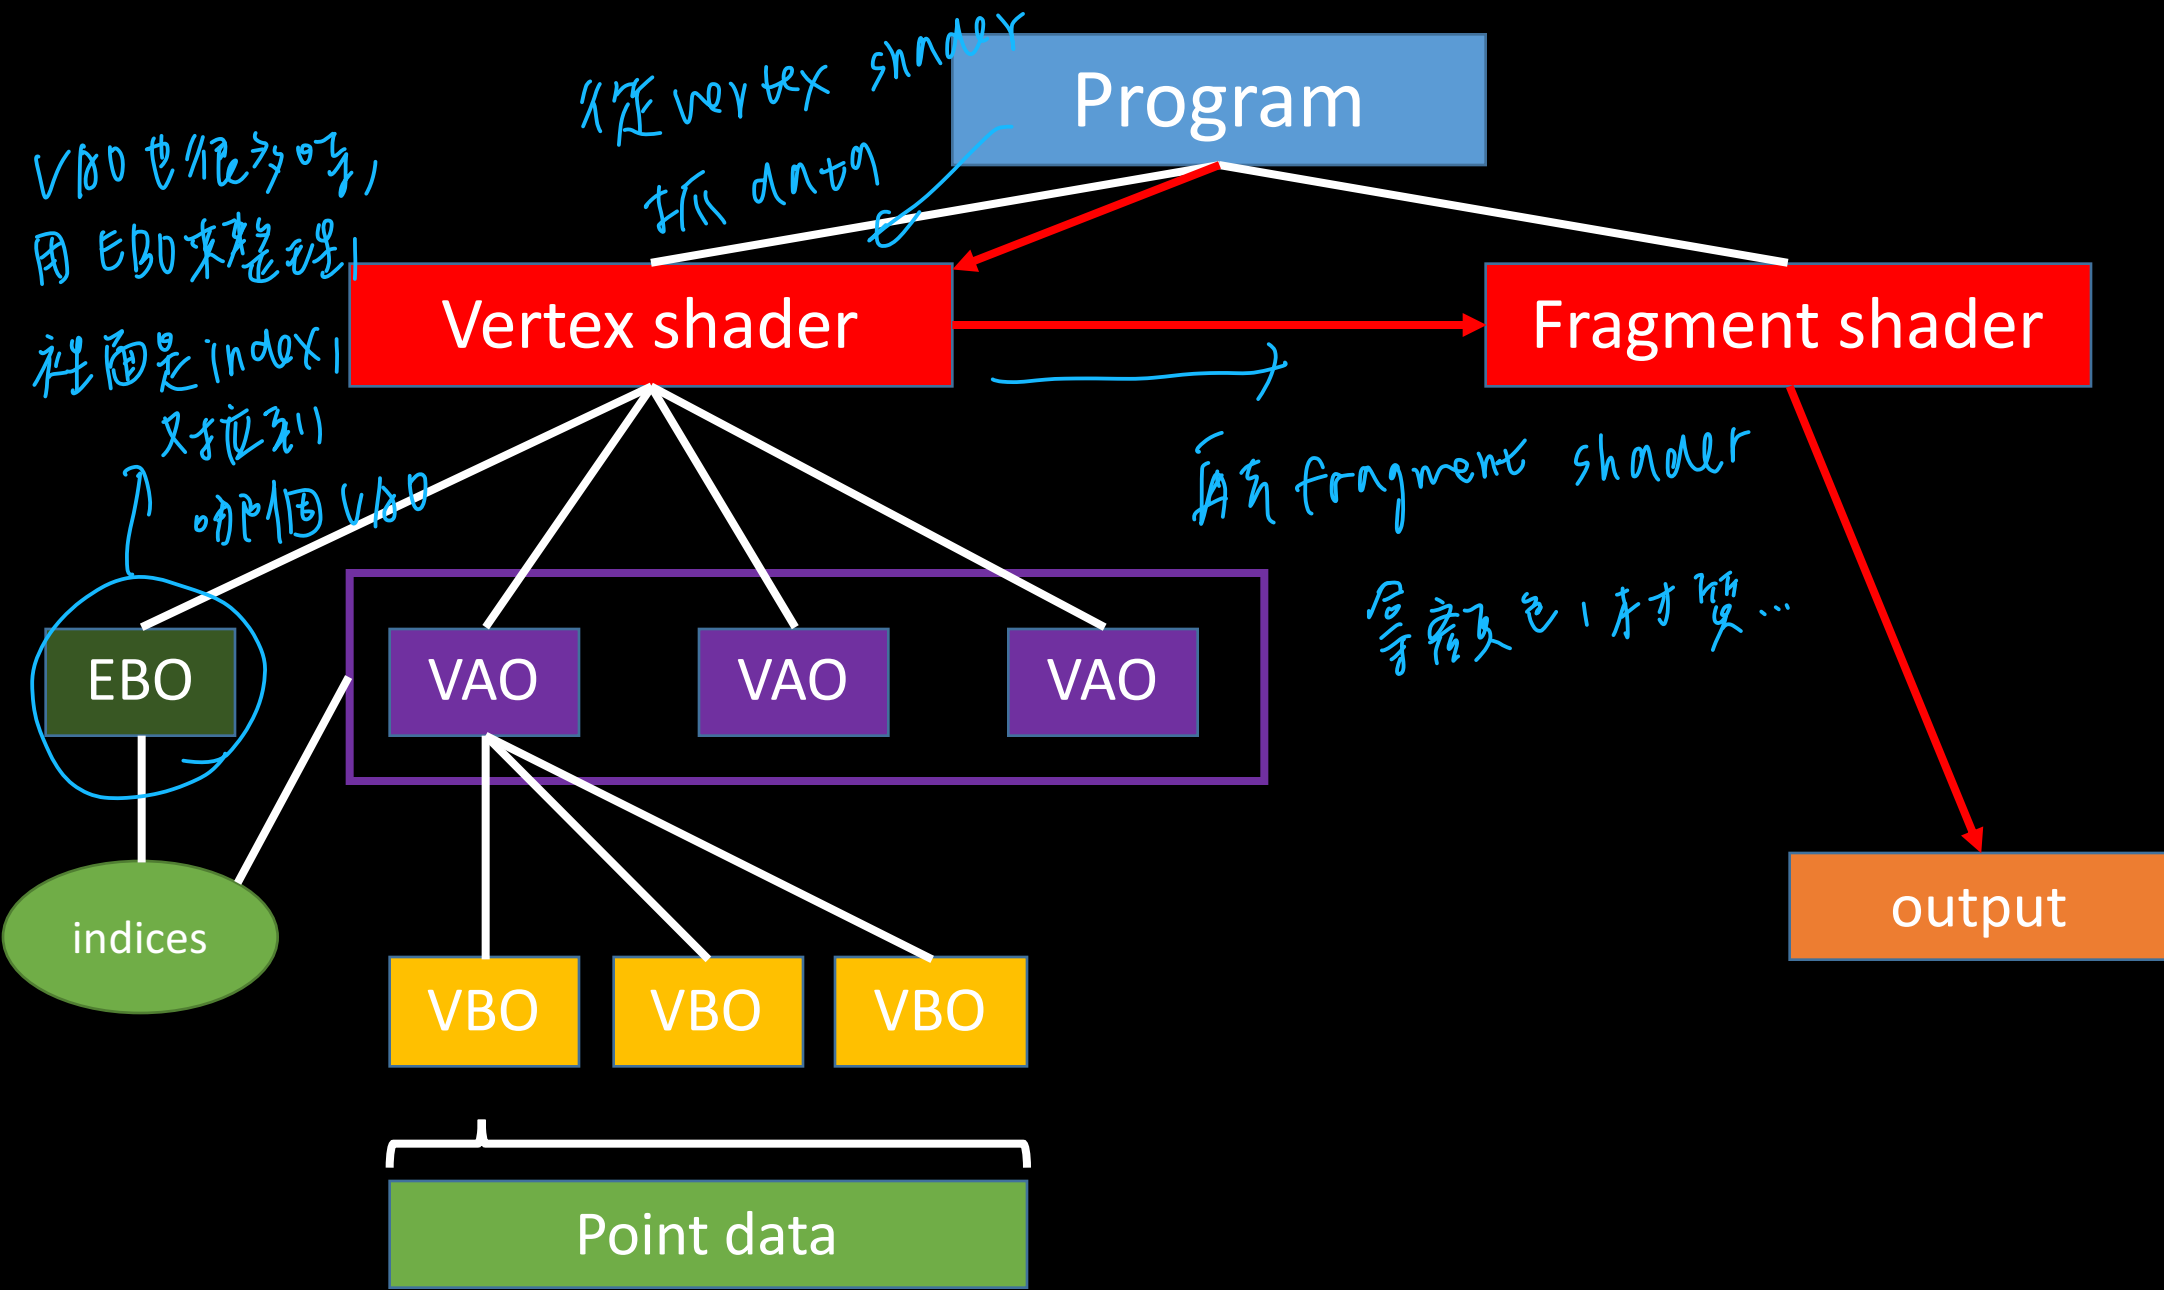 從 vertex shader
抓 data
Program
VAO 也很多時,
用 EBO 來整理,
裡面是 index,
又拉到
哪個 VAO
Vertex shader
Fragment shader
再去 fragment shader
拿顏色, 材質...
EBO
VAO
VAO
VAO
indices
output
VBO
VBO
VBO
Point data